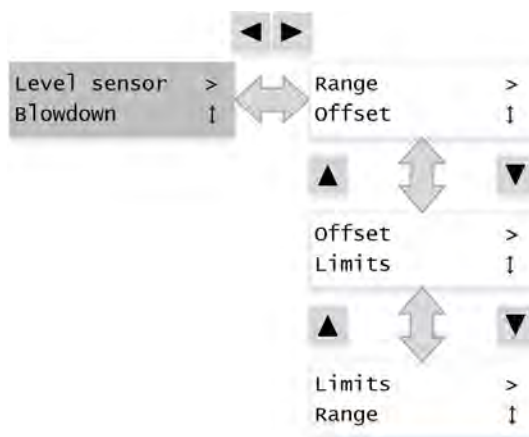 Level sensor >
Blowdown ↕
Range >
Offset ↕
Offset >
Limits ↕
Limits >
Range ↕